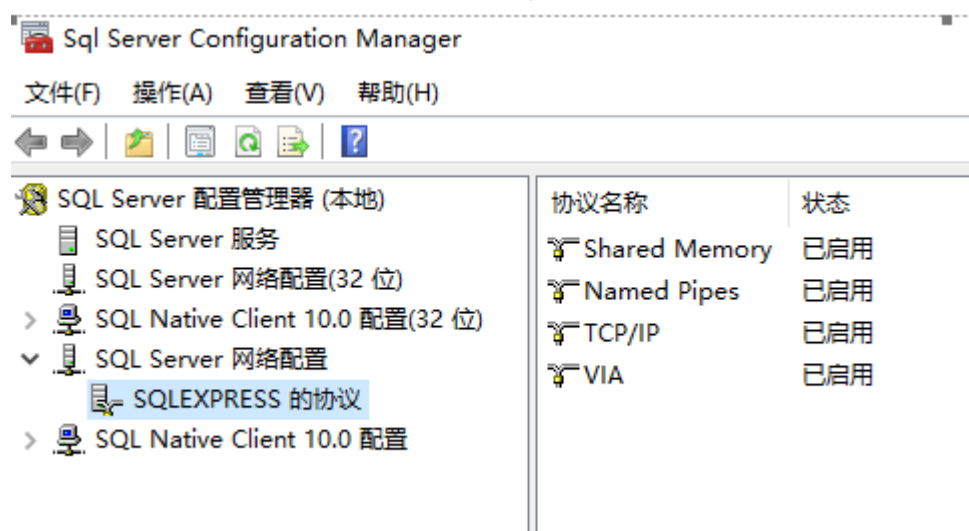 Sql Server Configuration Manager
文件(F) 操作(A) 查看(V) 帮助(H)
SQL Server 配置管理器 (本地)
SQL Server 服务
SQL Server 网络配置(32 位)
SQL Native Client 10.0 配置(32 位)
SQL Server 网络配置
SQLEXPRESS 的协议
SQL Native Client 10.0 配置
协议名称 状态
Shared Memory 已启用
Named Pipes 已启用
TCP/IP 已启用
VIA 已启用